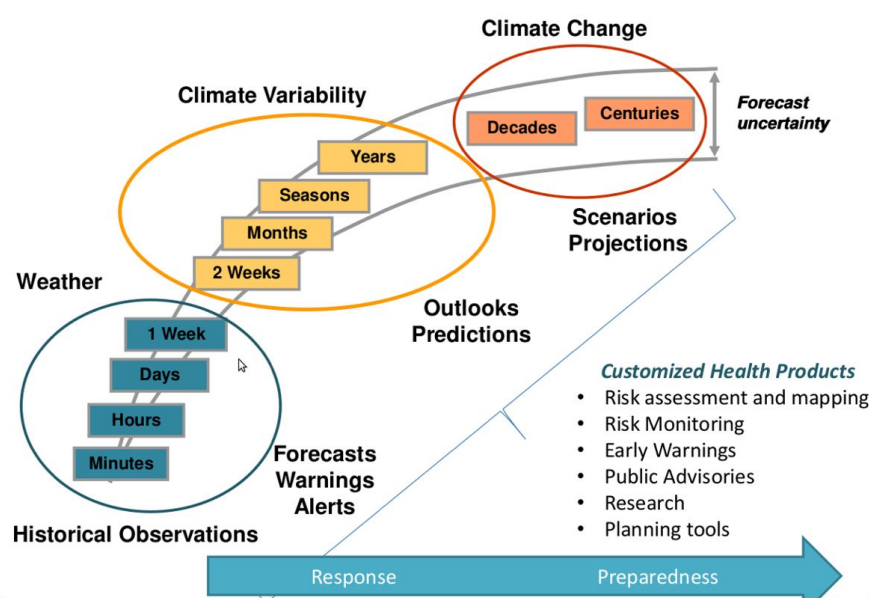 Climate Change
Decades
Centuries
Forecast
uncertainty
Climate Variability
Years
Seasons
Months
2 Weeks
Scenarios
Projections
Weather
1 Week
Days
Hours
Minutes
Outlooks
Predictions
Forecasts
Warnings
Alerts
Historical Observations
Customized Health Products
• Risk assessment and mapping
• Risk Monitoring
• Early Warnings
• Public Advisories
• Research
• Planning tools
Response
Preparedness